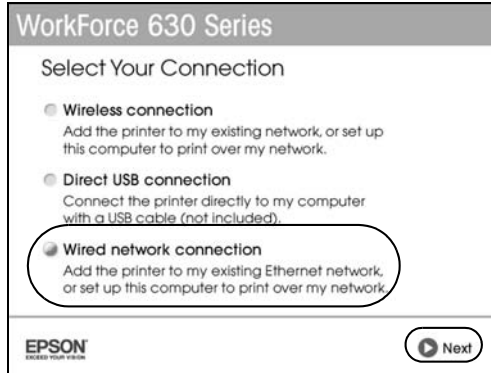 WorkForce 630 Series
Select Your Connection
Wireless connection
Add the printer to my existing network, or set up
this computer to print over my network.
Direct USB connection
Connect the printer directly to my computer
with a USB cable (not included).
Wired network connection
Add the printer to my existing Ethernet network,
or set up this computer to print over my network.
EPSON
EXCEED YOUR VISION
Next